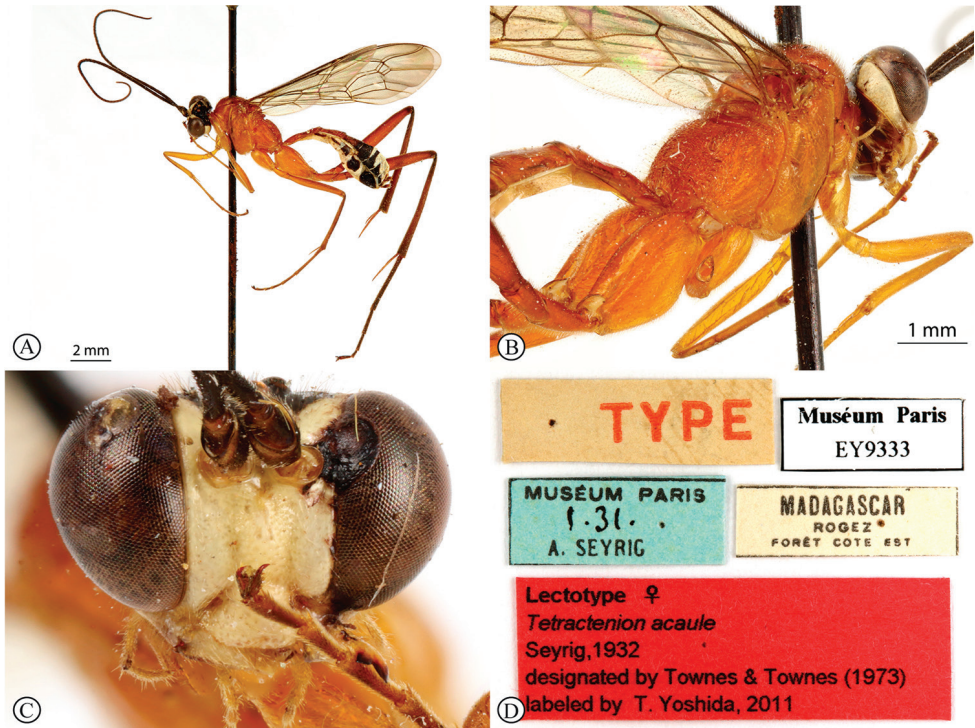 A
2 mm
B
1 mm
C
TYPE
Muséum Paris
EY9333
MUSÉUM PARIS
1.31.
A. SEYRIG
MADAGASCAR
ROGEZ
FORÊT COTE EST
Lectotype ♀
Tetractenion acaule
Seyrig,1932
designated by Townes & Townes (1973)
labeled by T. Yoshida, 2011
D